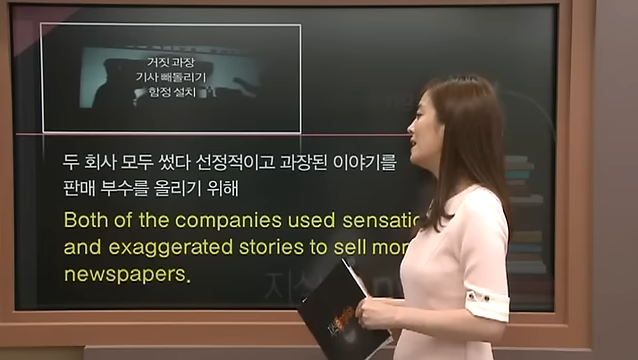 거짓 과장
기사 빼돌리기
함정 설치
두 회사 모두 썼다 선정적이고 과장된 이야기를
판매 부수를 올리기 위해
Both of the companies used
and exaggerated stories to sell
newspapers.